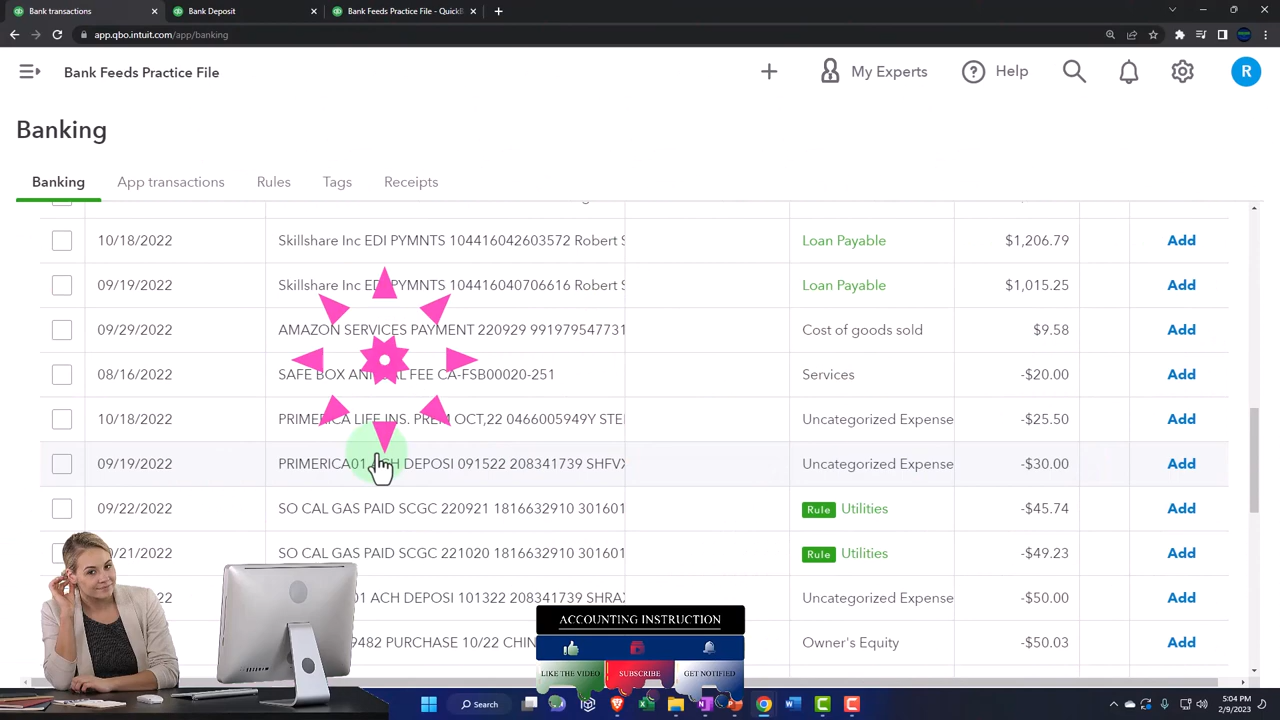 Bank transactions
Bank Deposit
Bank Feeds Practice File - QuickB
app.qbo.intuit.com/app/banking
Bank Feeds Practice File
My Experts
Help
R
Banking
Banking
App transactions
Rules
Tags
Receipts
10/18/2022 Skillshare Inc EDI PYMNTS 104416042603572 Robert S Loan Payable $1,206.79 Add
09/19/2022 Skillshare Inc EDI PYMNTS 104416040706616 Robert S Loan Payable $1,015.25 Add
09/29/2022 AMAZON SERVICES PAYMENT 220929 991979547731 Cost of goods sold $9.58 Add
08/16/2022 SAFE BOX ANNUAL FEE CA-FSB00020-251 Services -$20.00 Add
10/18/2022 PRIMERICA LIFE INS. PREM OCT,22 0466005949Y STE Uncategorized Expense -$25.50 Add
09/19/2022 PRIMERICA01 ACH DEPOSI 091522 208341739 SHFVX Uncategorized Expense -$30.00 Add
09/22/2022 SO CAL GAS PAID SCGC 220921 1816632910 301601 Rule Utilities -$45.74 Add
/21/2022 SO CAL GAS PAID SCGC 221020 1816632910 301601 Rule Utilities -$49.23 Add
01 ACH DEPOSI 101322 208341739 SHRA Uncategorized Expense -$50.00 Add
9482 PURCHASE 10/22 CHIN Owner's Equity -$50.03 Add
ACCOUNTING INSTRUCTION
LIKE THE VIDEO
SUBSCRIBE
GET NOTIFIED
Search
5:04 PM
2/9/2023